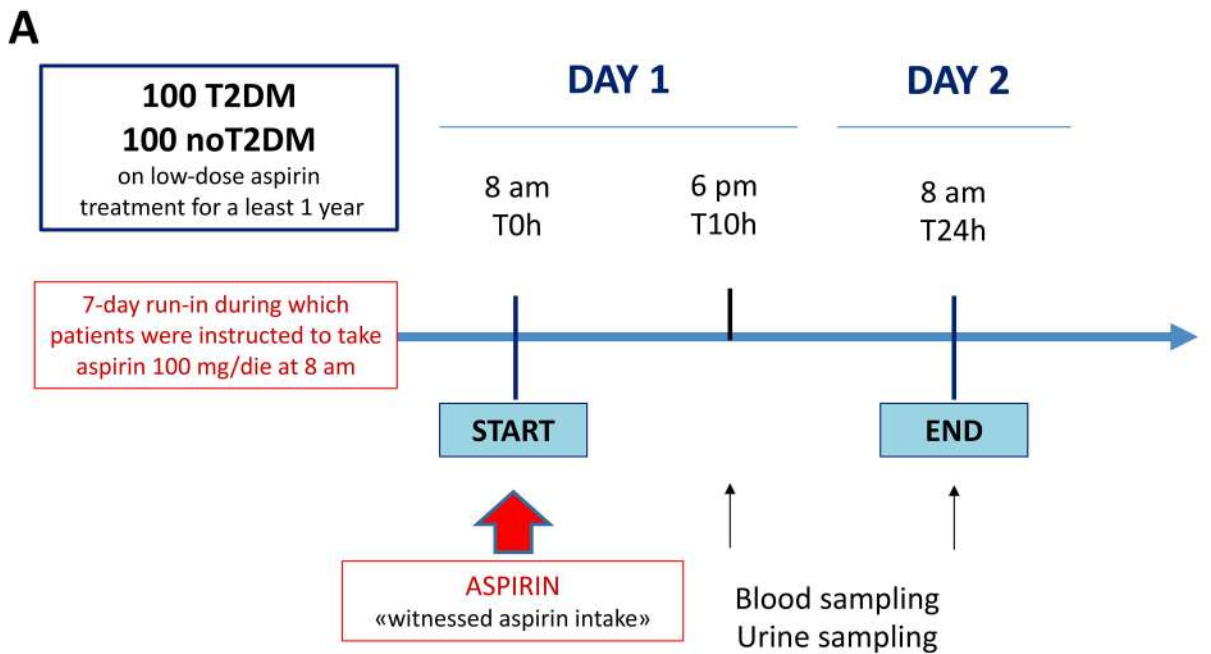 A
100 T2DM
100 noT2DM
on low-dose aspirin
treatment for a least 1 year
DAY 1
DAY 2
8 am
T0h
6 pm
T10h
8 am
T24h
7-day run-in during which
patients were instructed to take
aspirin 100 mg/die at 8 am
START
END
ASPIRIN
«witnessed aspirin intake»
Blood sampling
Urine sampling